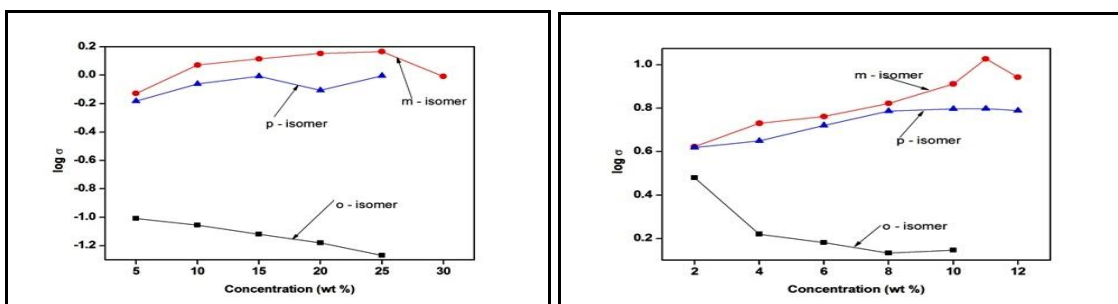 0.2
0.0
-0.2
-0.4
-0.6
-0.8
-1.0
-1.2
log σ
m - isomer
p - isomer
o - isomer
5 10 15 20 25 30
Concentration (wt %)
1.0
0.8
0.6
0.4
0.2
log σ
m - isomer
p - isomer
o - isomer
2 4 6 8 10 12
Concentration (wt %)